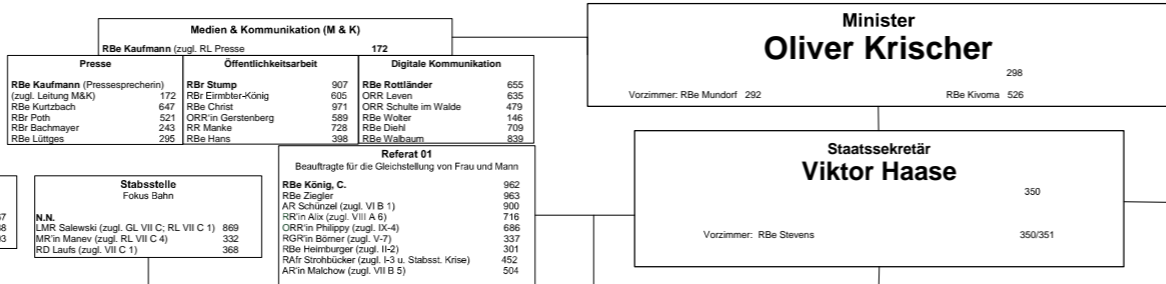 Medien & Kommunikation (M & K)
RBe Kaufmann (zugl. RL Presse 172
Presse
RBe Kaufmann (Pressesprecherin)
(zugl. Leitung M&K) 172
RBe Kurtzbach 647
RBr Poth 521
RBr Bachmayer 243
RBe Lüttges 295
Öffentlichkeitsarbeit
RBr Stump 907
RBr Eirmbter-König 605
RBe Christ 971
ORR'in Gerstenberg 589
RR Manke 728
RBe Hans 398
Digitale Kommunikation
RBe Rottländer 655
ORR Leven 635
ORR Schulte im Walde 479
RBe Wolter 146
RBe Diehl 709
RBe Walbaum 839
Minister
Oliver Krischer
298
Vorzimmer: RBe Mundorf 292 RBe Kivoma 526
Staatssekretär
Viktor Haase
350
Vorzimmer: RBe Stevens 350/351
Referat 01
Beauftragte für die Gleichstellung von Frau und Mann
RBe König, C. 962
RBe Ziegler 963
AR Schünzel (zugl. VI B 1) 900
RR'in Alix (zugl. VIII A 6) 716
ORR'in Philippy (zugl. IX-4) 686
RGR'in Börner (zugl. V-7) 337
RBe Heimburger (zugl. II-2) 301
RAfr Strohbücker (zugl. I-3 u. Stabsst. Krise) 452
AR'in Malchow (zugl. VII B 5) 504
Stabsstelle
Fokus Bahn
N.N.
LMR Salewski (zugl. GL VII C; RL VII C 1) 869
MR'in Manev (zugl. RL VII C 4) 332
RD Laufs (zugl. VII C 1) 368